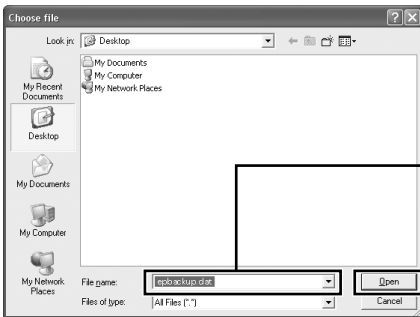 Choose file
Look in: Desktop
My Documents
My Computer
My Network Places
My Recent
Documents
Desktop
My Documents
My Computer
My Network
Places
File name: epbackup.dat Open
Files of type: All Files (*.*) Cancel